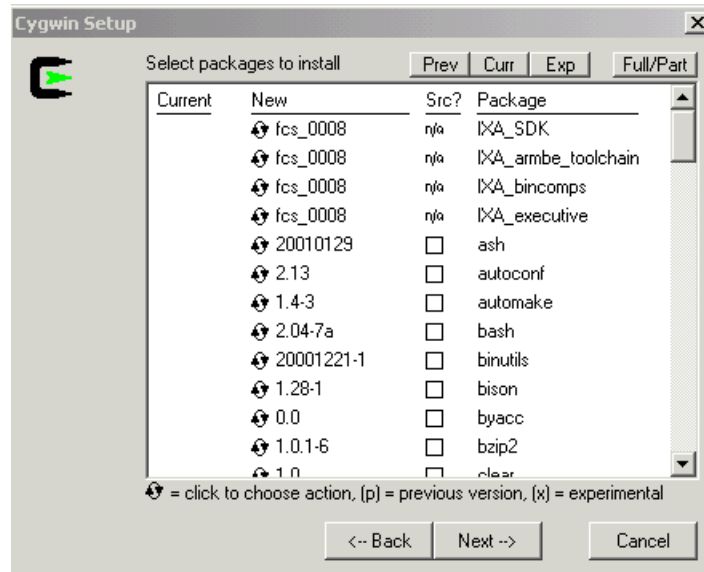 Cygwin Setup
Select packages to install Prev Curr Exp Full/Part
Current New Src? Package
fcs_0008 n/a IXA_SDK
fcs_0008 n/a IXA_armbe_toolchain
fcs_0008 n/a IXA_bincomps
fcs_0008 n/a IXA_executive
20010129 ash
2.13 autoconf
1.4-3 automake
2.04-7a bash
20001221-1 binutils
1.28-1 bison
0.0 byacc
1.0.1-6 bzip2
1.0 clear
= click to choose action, (p) = previous version, (x) = experimental
<-- Back Next --> Cancel